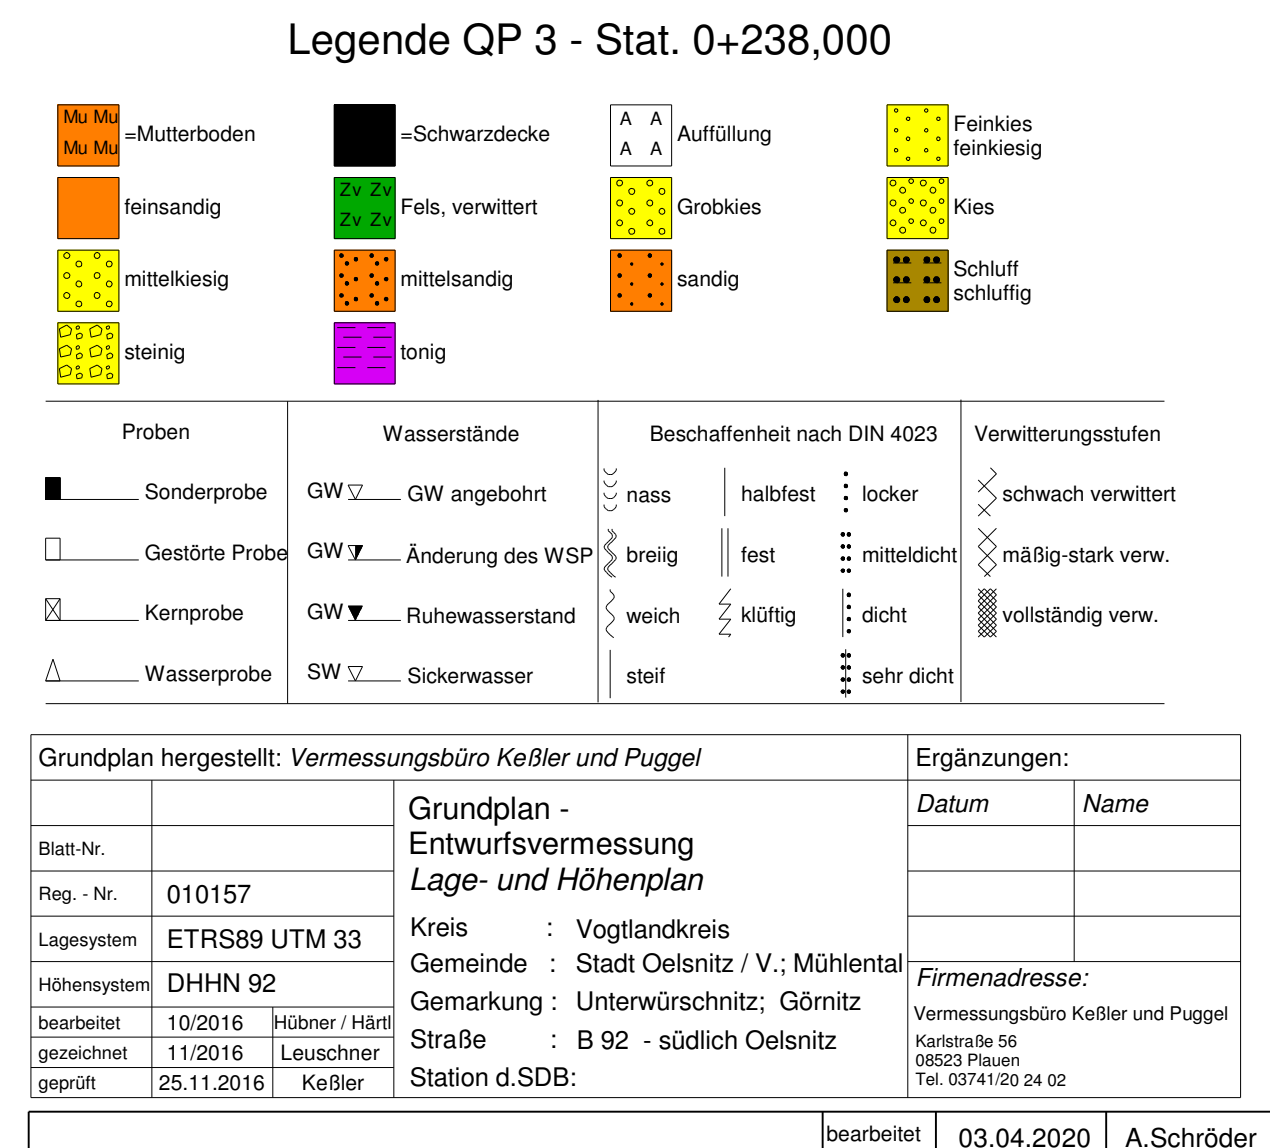 Legende QP 3 - Stat. 0+238,000
Mu Mu
Mu Mu
=Mutterboden
=Schwarzdecke
A A
A A
Auffüllung
Feinkies
feinkiesig
feinsandig
Zv Zv
Zv Zv
Fels, verwittert
Grobkies
Kies
mittelkiesig
mittelsandig
sandig
Schluff
schluffig
steinig
tonig
Proben
Sonderprobe
Gestörte Probe
Kernprobe
Wasserprobe
Wasserstände
GW GW angebohrt
GW Änderung des WSP
GW Ruhewasserstand
SW Sickerwasser
Beschaffenheit nach DIN 4023
nass halbfest locker
breiig fest mitteldicht
weich klüftig dicht
steif sehr dicht
Verwitterungsstufen
schwach verwittert
mäßig-stark verw.
vollständig verw.
Grundplan hergestellt: Vermessungsbüro Keßler und Puggel
Blatt-Nr.
Reg. - Nr. 010157
Lagesystem ETRS89 UTM 33
Höhensystem DHHN 92
bearbeitet 10/2016 Hübner / Härtl
gezeichnet 11/2016 Leuschner
geprüft 25.11.2016 Keßler
Grundplan -
Entwurfsvermessung
Lage- und Höhenplan
Kreis : Vogtlandkreis
Gemeinde : Stadt Oelsnitz / V.; Mühlental
Gemarkung : Unterwürschnitz; Görnitz
Straße : B 92 - südlich Oelsnitz
Station d.SDB:
Ergänzungen:
Datum Name
Firmenadresse:
Vermessungsbüro Keßler und Puggel
Karlstraße 56
08523 Plauen
Tel. 03741/20 24 02
bearbeitet 03.04.2020 A.Schröder